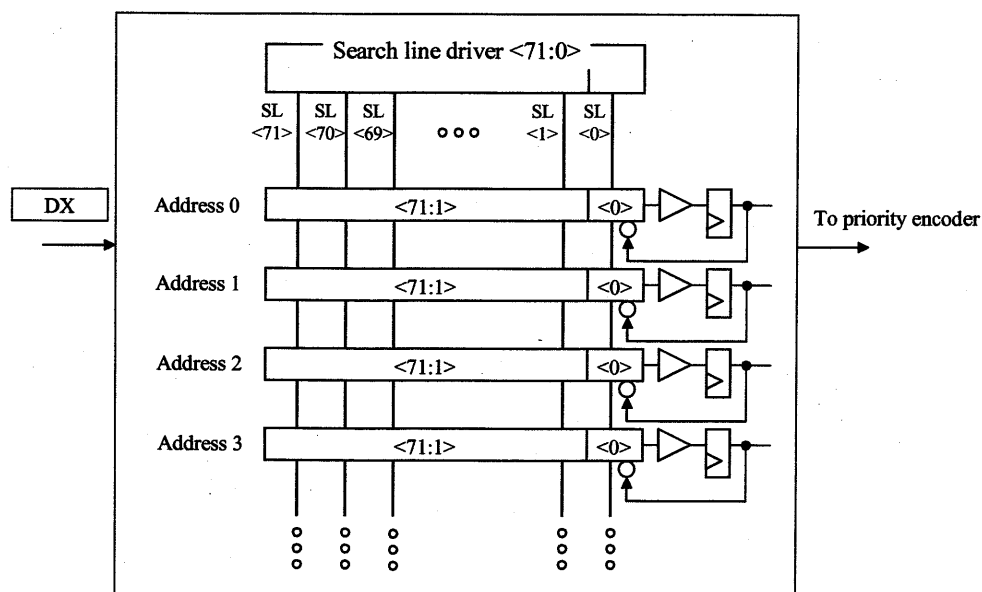 Search line driver <71:0>
SL <71>
SL <70>
SL <69>
SL <1>
SL <0>
DX
To priority encoder
Address 0 <71:1> <0>
Address 1 <71:1> <0>
Address 2 <71:1> <0>
Address 3 <71:1> <0>